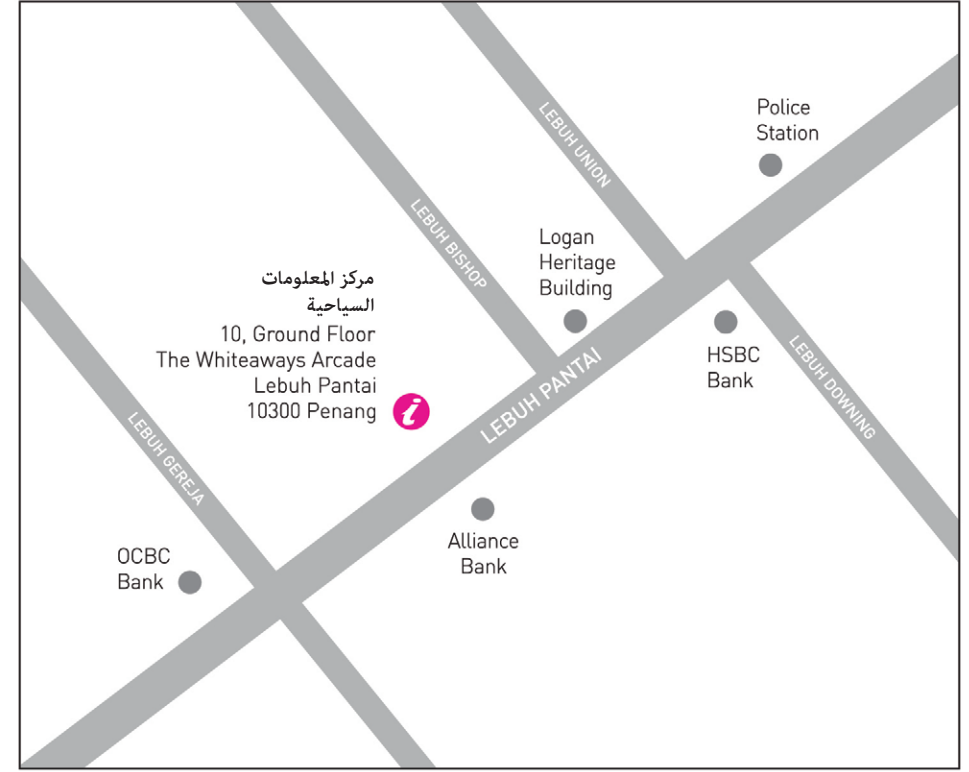 LEBUH UNION
Police
Station
LEBUH BISHOP
Logan
Heritage
Building
مركز المعلومات
السياحية
10, Ground Floor
The Whiteaways Arcade
Lebuh Pantai
10300 Penang
i
HSBC
Bank
LEBUH DOWNING
LEBUH PANTAI
LEBUH GEREJA
Alliance
Bank
OCBC
Bank